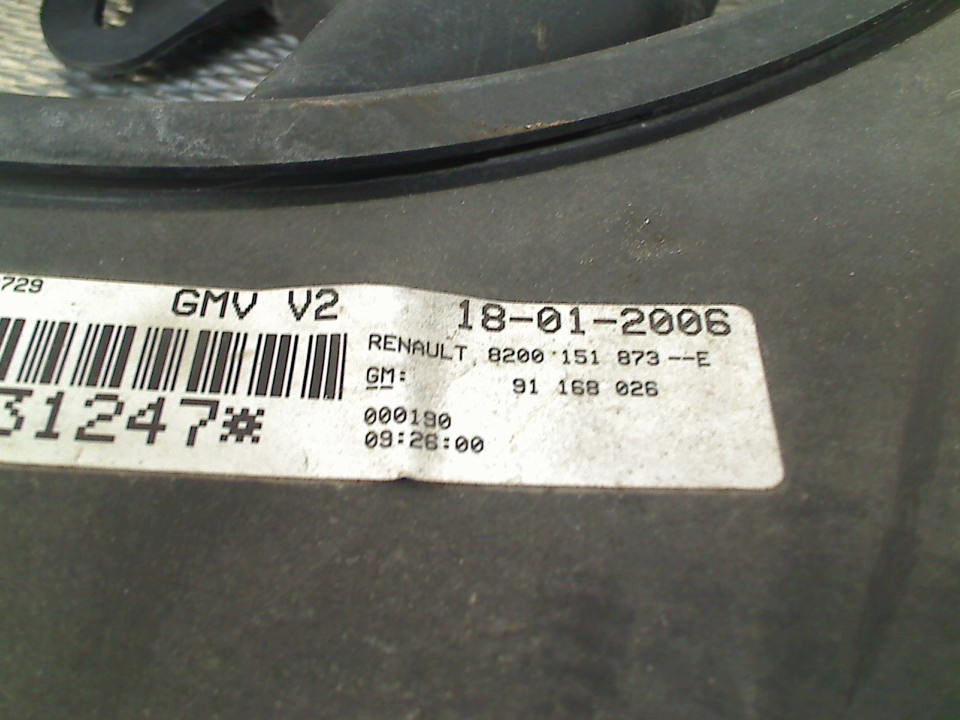 729
GMV V2 18-01-2006
RENAULT 8200 151 873--E
GM: 91 168 026
31247*
000190
09:26:00